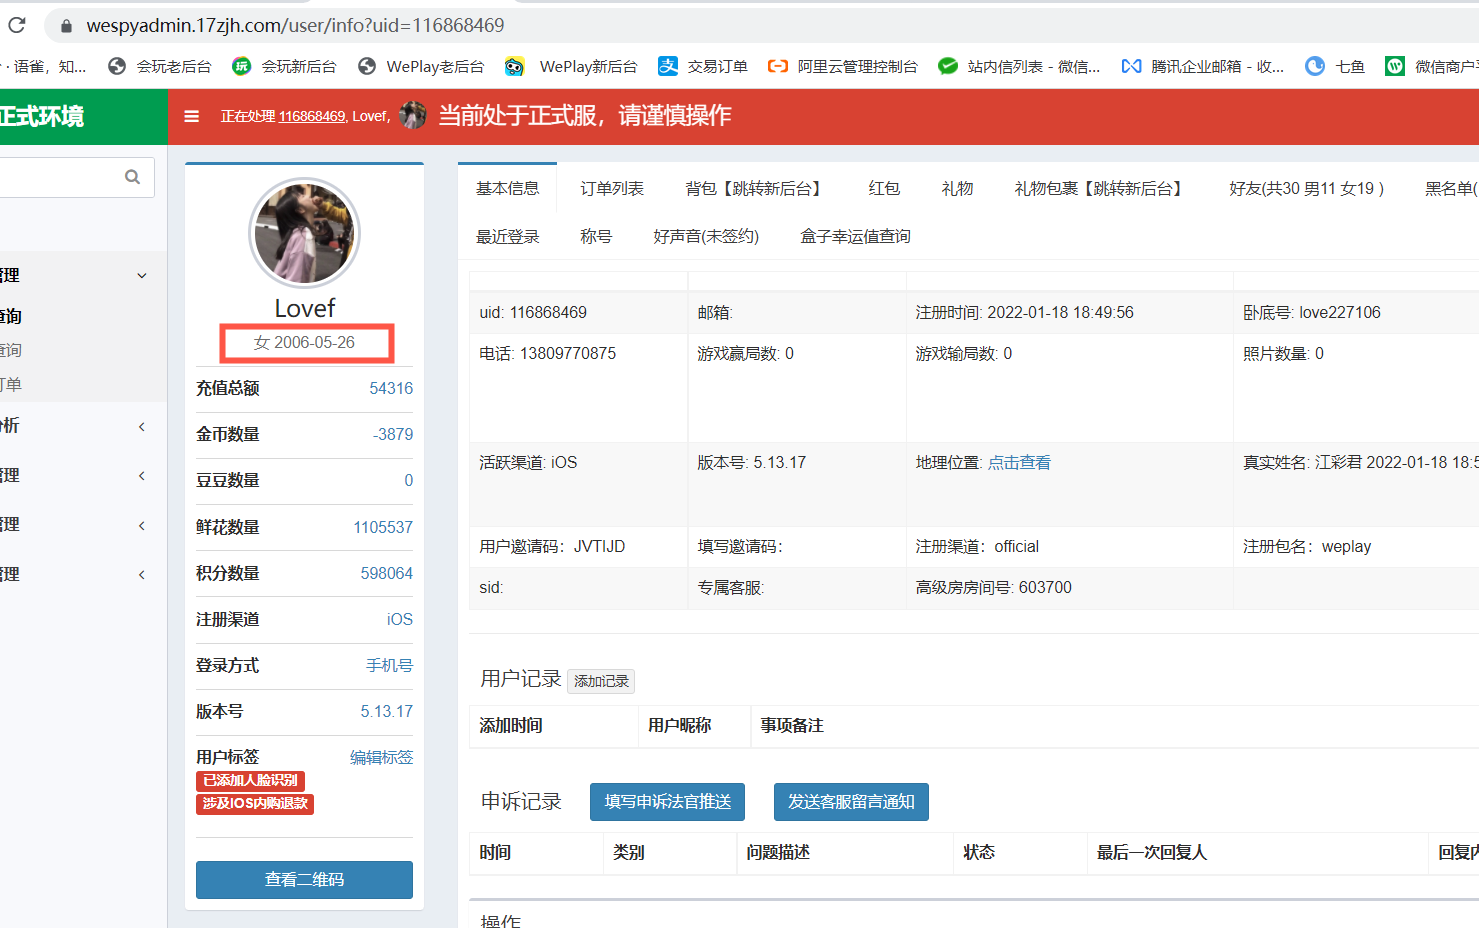 wespyadmin.17zjh.com/user/info?uid=116868469
· 语雀，知... 会玩老后台 会玩新后台 WePlay老后台 WePlay新后台 交易订单 阿里云管理控制台 站内信列表 - 微信... 腾讯企业邮箱 - 收... 七鱼 微信商户
正式环境
正在处理 116868469, Lovef, 当前处于正式服，请谨慎操作
管理
查询
查询
订单
分析
管理
管理
管理
Lovef
女 2006-05-26
充值总额 54316
金币数量 -3879
豆豆数量 0
鲜花数量 1105537
积分数量 598064
注册渠道 iOS
登录方式 手机号
版本号 5.13.17
用户标签 编辑标签
已添加人脸识别
涉及IOS内购退款
查看二维码
基本信息 订单列表 背包【跳转新后台】 红包 礼物 礼物包裹【跳转新后台】 好友(共30 男11 女19 ) 黑名单(
最近登录 称号 好声音(未签约) 盒子幸运值查询
uid: 116868469 邮箱: 注册时间: 2022-01-18 18:49:56 卧底号: love227106
电话: 13809770875 游戏赢局数: 0 游戏输局数: 0 照片数量: 0
活跃渠道: iOS 版本号: 5.13.17 地理位置: 点击查看 真实姓名: 江彩君 2022-01-18 18:5
用户邀请码：JVTIJD 填写邀请码： 注册渠道：official 注册包名：weplay
sid: 专属客服: 高级房房间号: 603700
用户记录 添加记录
添加时间 用户昵称 事项备注
申诉记录 填写申诉法官推送 发送客服留言通知
时间 类别 问题描述 状态 最后一次回复人 回复内
操作